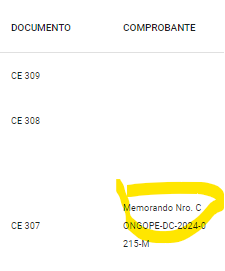 DOCUMENTO COMPROBANTE
CE 309
CE 308
Memorando Nro. C
CE 307 ONGOPE-DC-2024-0
215-M